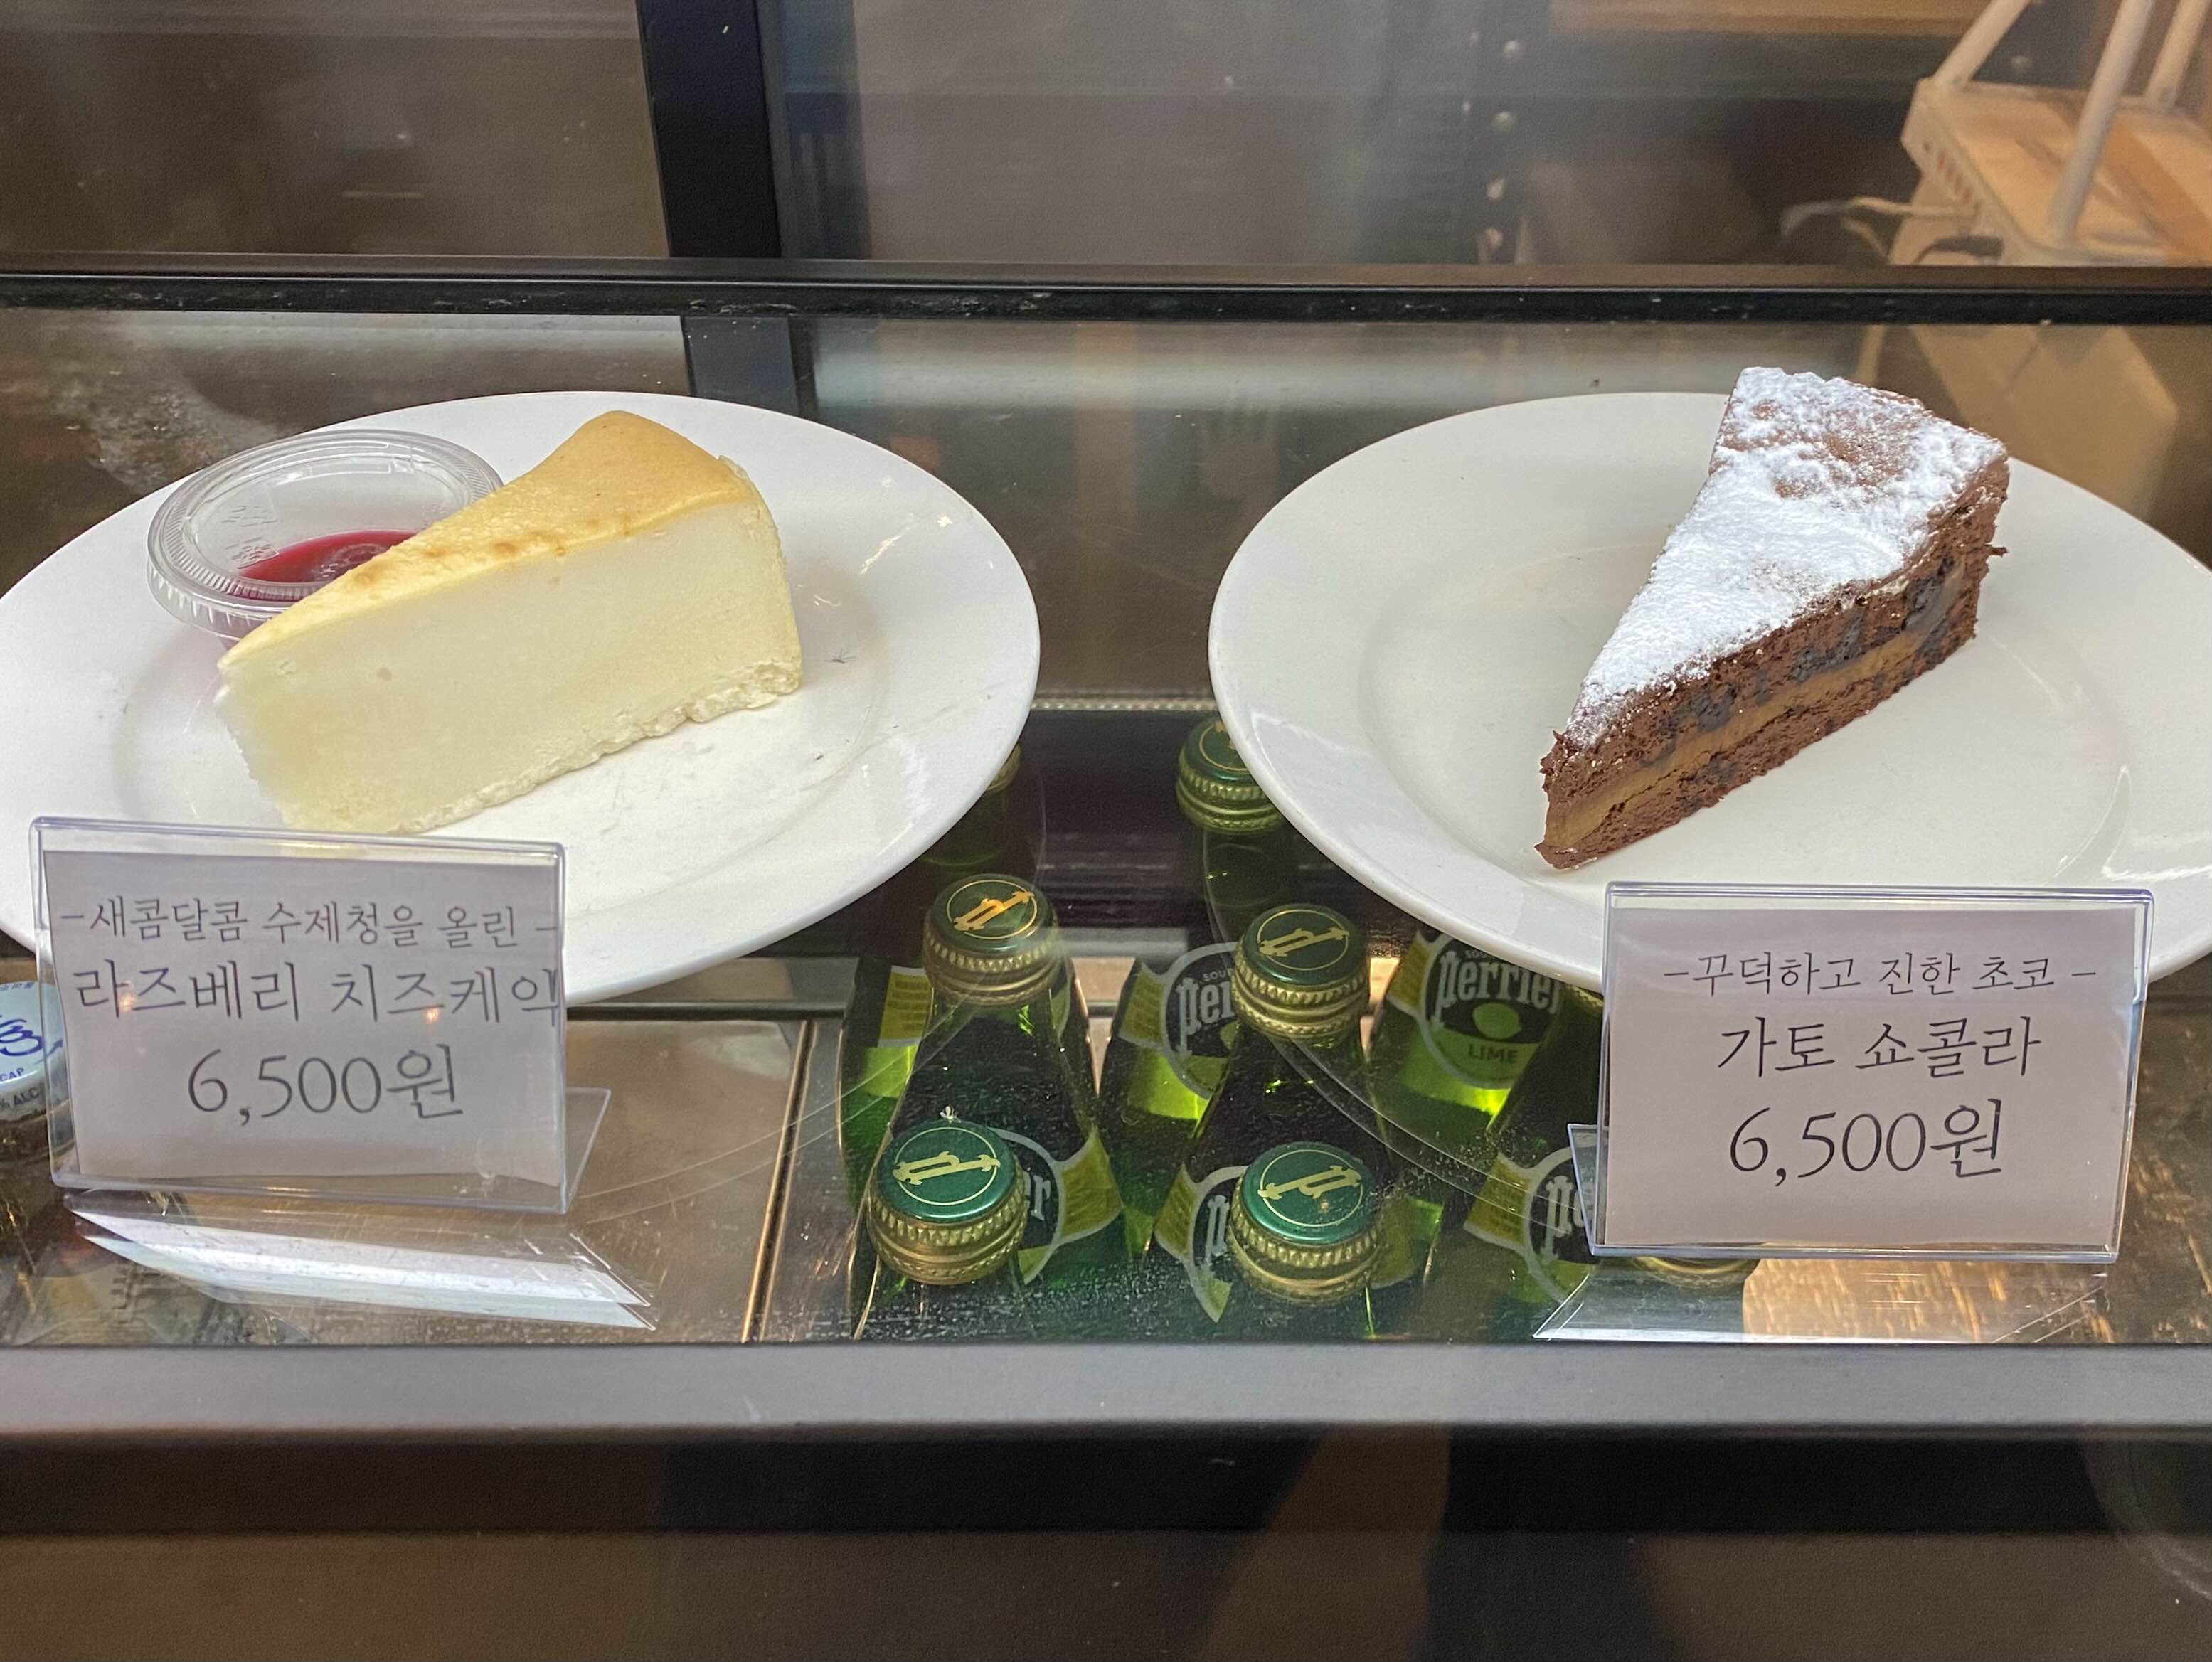 -새콤달콤 수제청을 올린-
라즈베리 치즈케익
6,500원
-꾸덕하고 진한 초코-
가토 쇼콜라
6,500원
perrier
LIME
CAP